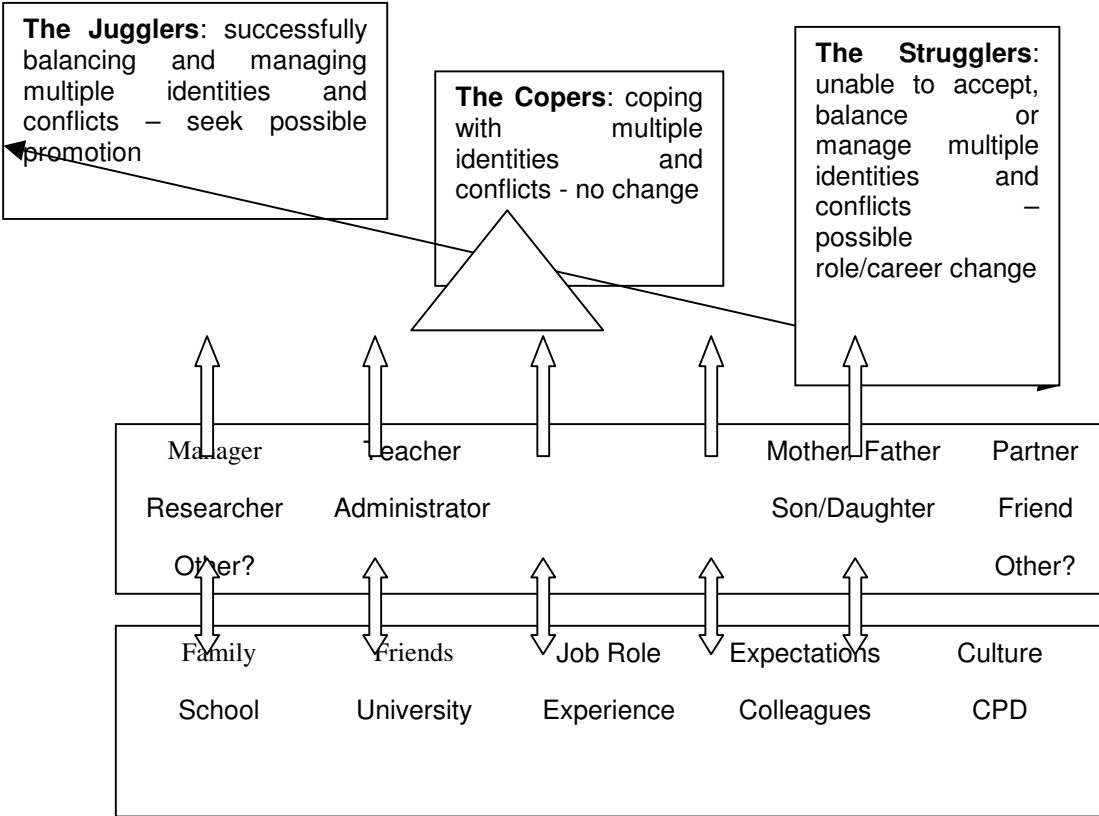 The Jugglers: successfully
balancing and managing
multiple identities and
conflicts – seek possible
promotion
The Copers: coping
with multiple
identities and
conflicts - no change
The Strugglers:
unable to accept,
balance or
manage multiple
identities and
conflicts –
possible
role/career change
Manager Teacher Mother/Father Partner
Researcher Administrator Son/Daughter Friend
Other? Other?
Family Friends Job Role Expectations Culture
School University Experience Colleagues CPD